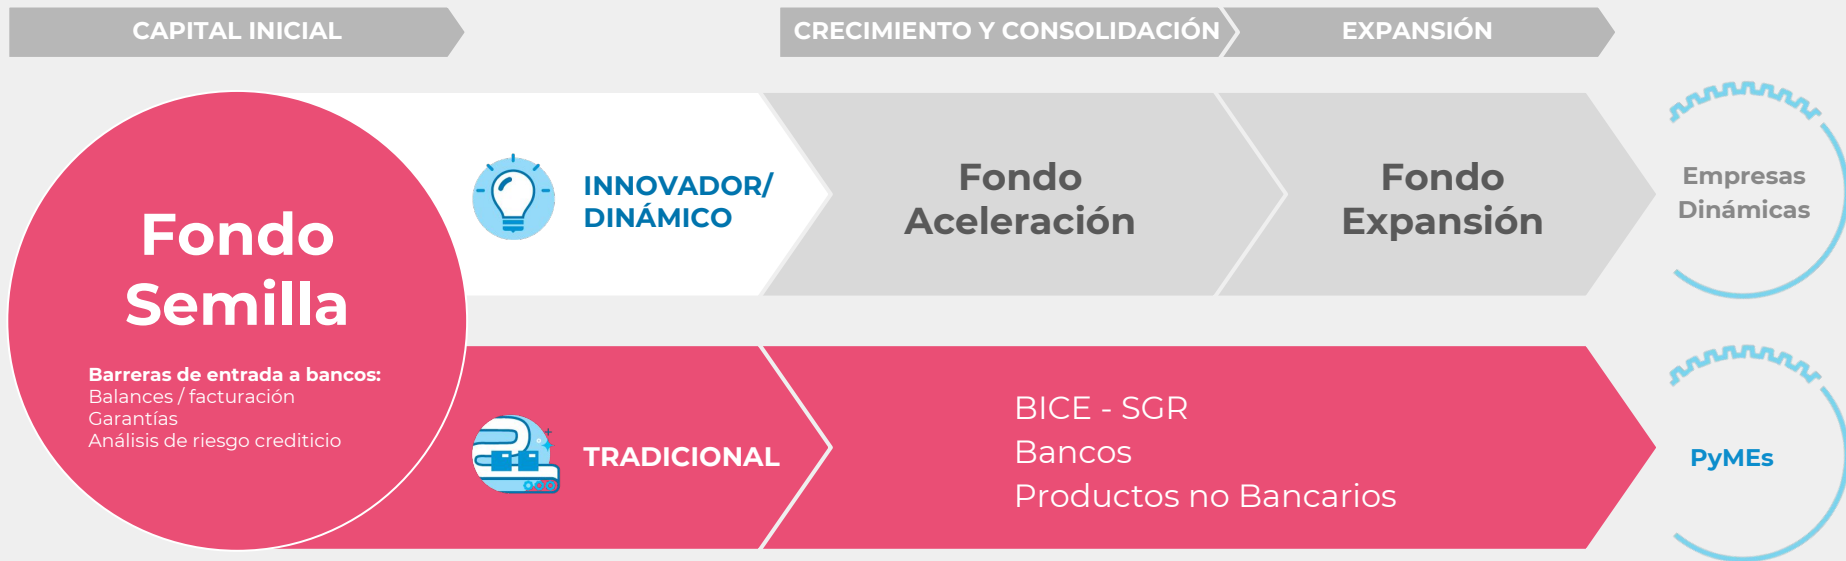 CAPITAL INICIAL
CRECIMIENTO Y CONSOLIDACIÓN
EXPANSIÓN
Fondo
Semilla
Barreras de entrada a bancos:
Balances / facturación
Garantías
Análisis de riesgo crediticio
INNOVADOR/
DINÁMICO
Fondo
Aceleración
Fondo
Expansión
Empresas
Dinámicas
TRADICIONAL
BICE - SGR
Bancos
Productos no Bancarios
PyMEs